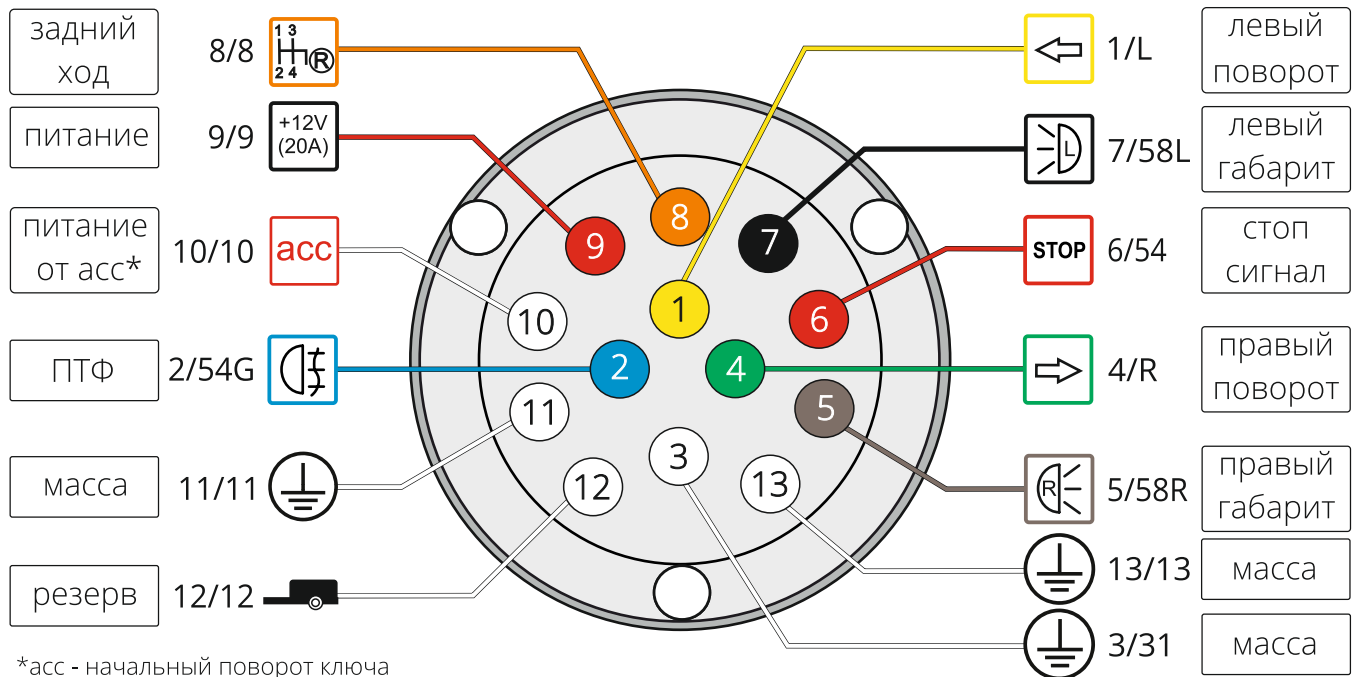 задний
ход
8/8
1 3
R
2 4
питание
9/9
+12V
(20A)
питание
от асс*
10/10
acc
ПТФ
2/54G
масса
11/11
резерв
12/12
*асс - начальный поворот ключа
8
9
7
10
1
6
2
4
11
5
3
12
13
1/L
левый
поворот
L
7/58L
левый
габарит
STOP
6/54
стоп
сигнал
4/R
правый
поворот
R
5/58R
правый
габарит
13/13
масса
3/31
масса